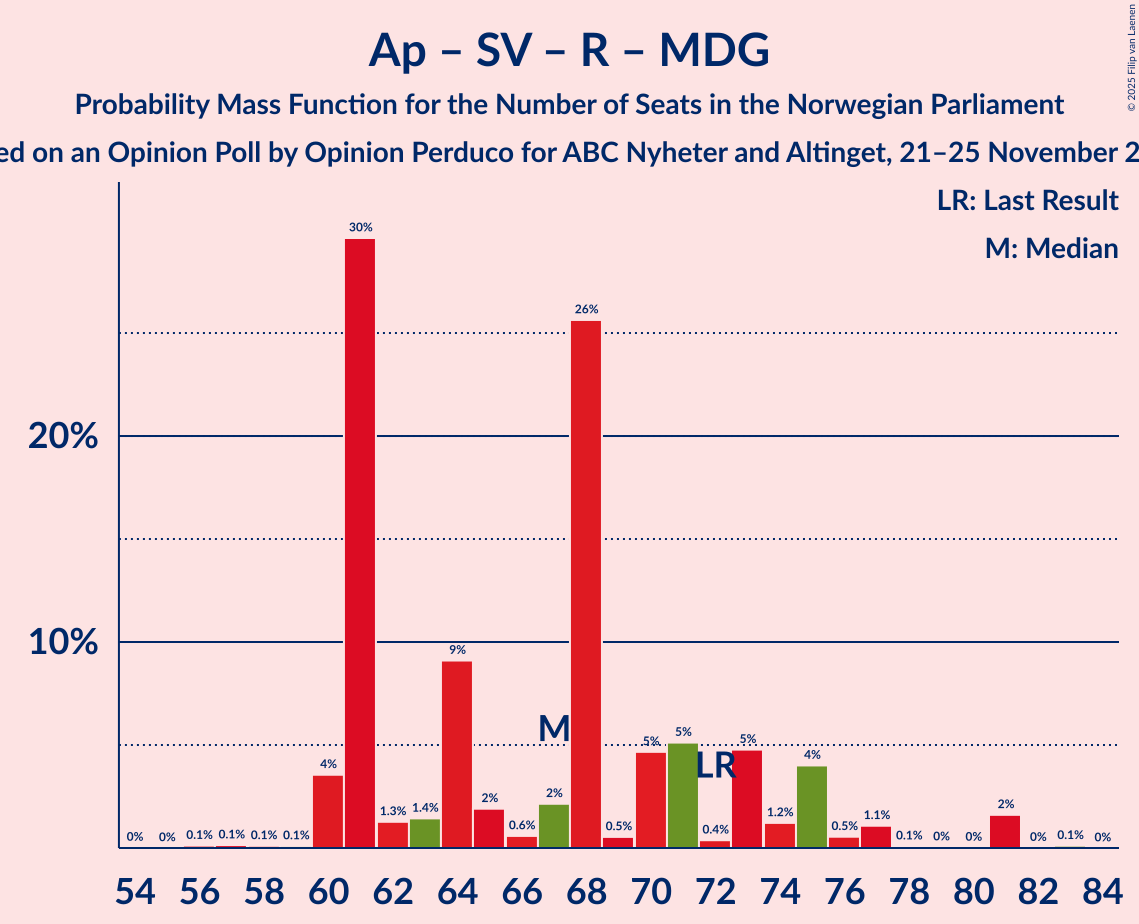 Ap – SV – R – MDG
Probability Mass Function for the Number of Seats in the Norwegian Parliament
ed on an Opinion Poll by Opinion Perduco for ABC Nyheter and Altinget, 21–25 November 2
© 2025 Filip van Laenen
LR: Last Result
M: Median
20%
10%
0% 0% 0.1% 0.1% 0.1% 0.1% 4% 30% 1.3% 1.4% 9% 2% 0.6% 2% 26% 0.5% 5% 5% 0.4% 5% 1.2% 4% 0.5% 1.1% 0.1% 0% 0% 2% 0% 0.1% 0%
M
LR
54 56 58 60 62 64 66 68 70 72 74 76 78 80 82 84